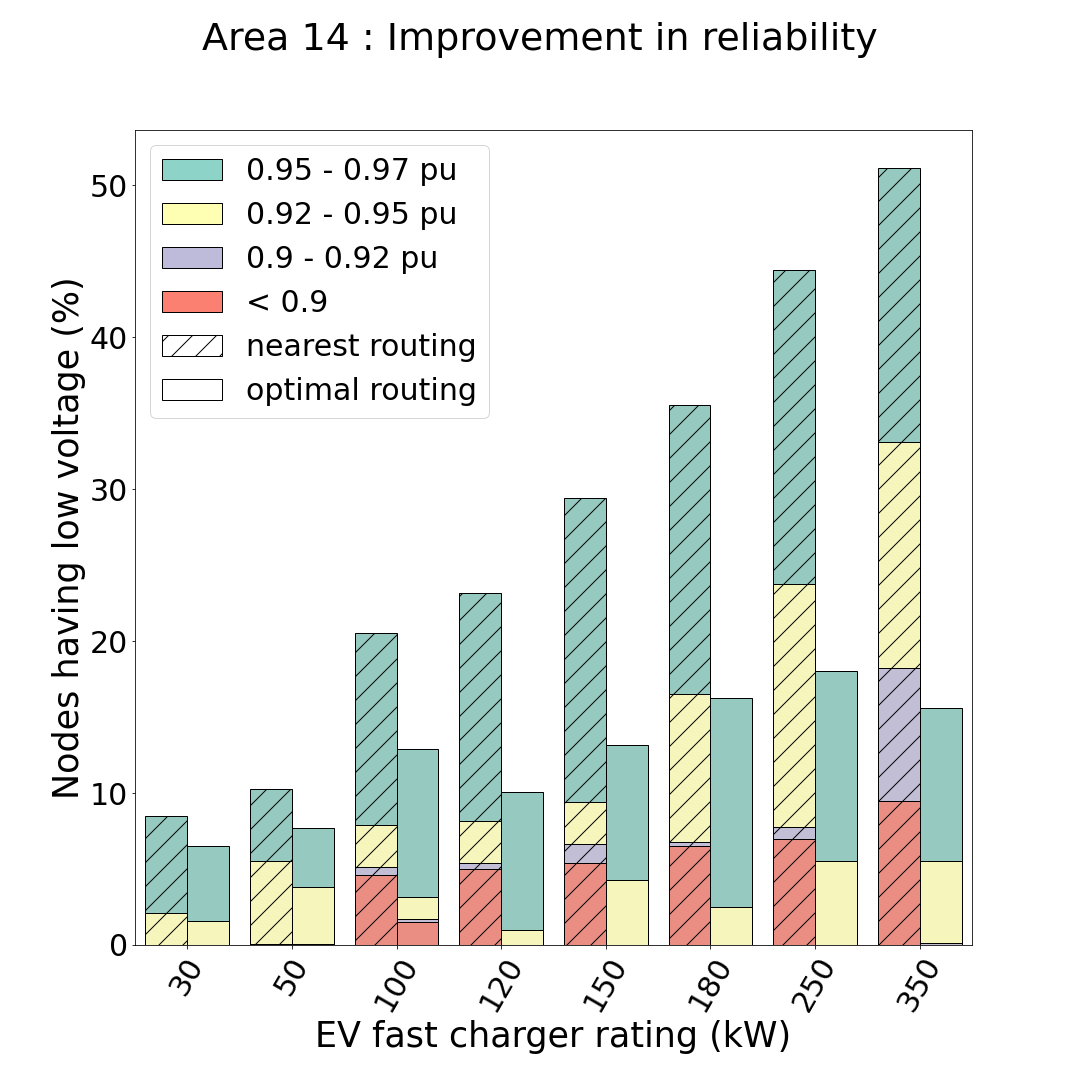 Area 14 : Improvement in reliability
0.95 - 0.97 pu
0.92 - 0.95 pu
0.9 - 0.92 pu
< 0.9
nearest routing
optimal routing
Nodes having low voltage (%)
50
40
30
20
10
0
30
50
100
120
150
180
250
350
EV fast charger rating (kW)